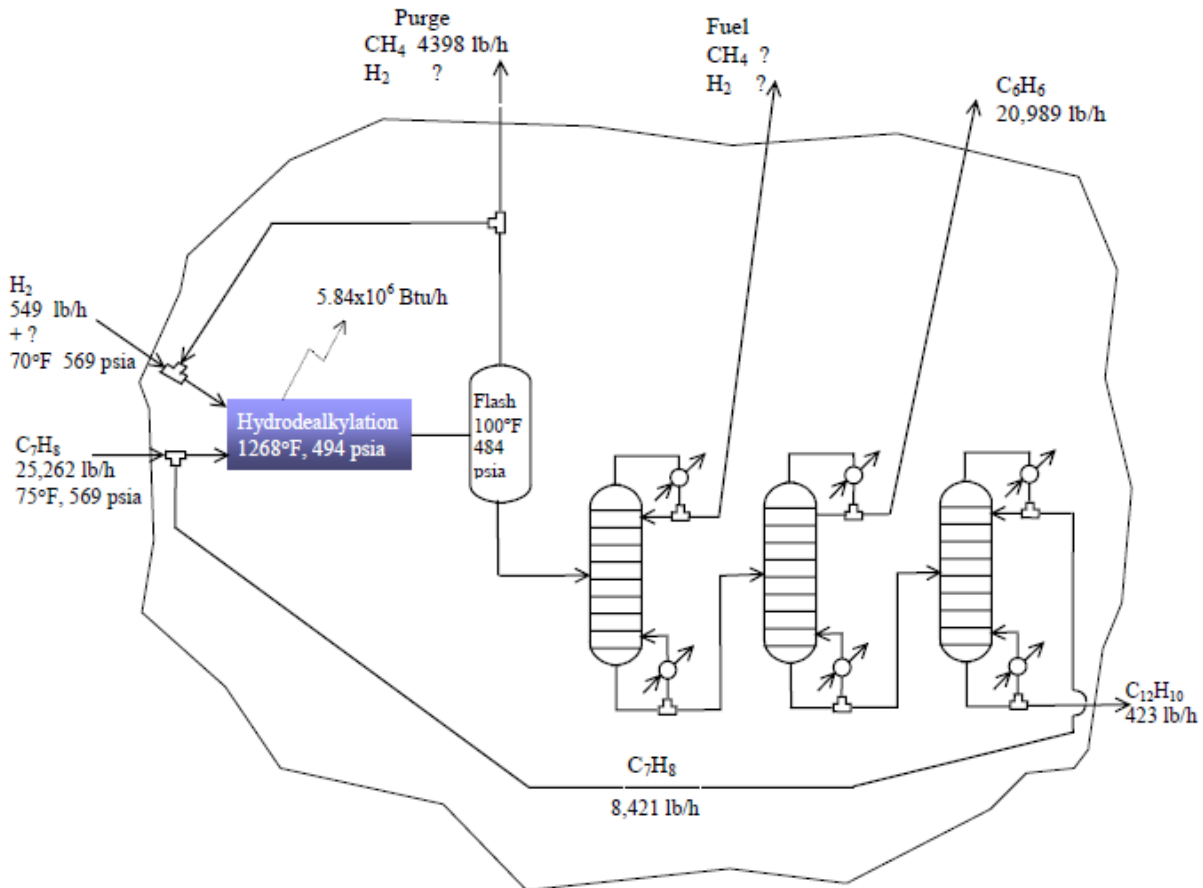 Purge
CH₄ 4398 lb/h
H₂ ?
Fuel
CH₄ ?
H₂ ?
C₆H₆
20,989 lb/h
H₂
549 lb/h
+ ?
70°F 569 psia
5.84x10⁶ Btu/h
C₇H₈
25,262 lb/h
75°F, 569 psia
Hydrodealkylation
1268°F, 494 psia
Flash
100°F
484
psia
C₁₂H₁₀
423 lb/h
C₇H₈
8,421 lb/h